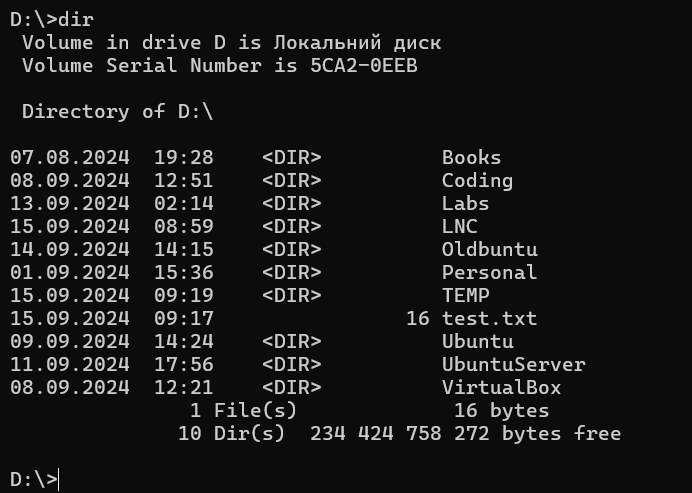 D:\>dir
 Volume in drive D is Локальний диск
 Volume Serial Number is 5CA2-0EEB

 Directory of D:\

07.08.2024  19:28    <DIR>          Books
08.09.2024  12:51    <DIR>          Coding
13.09.2024  02:14    <DIR>          Labs
15.09.2024  08:59    <DIR>          LNC
14.09.2024  14:15    <DIR>          Oldbuntu
01.09.2024  15:36    <DIR>          Personal
15.09.2024  09:19    <DIR>          TEMP
15.09.2024  09:17                16 test.txt
09.09.2024  14:24    <DIR>          Ubuntu
11.09.2024  17:56    <DIR>          UbuntuServer
08.09.2024  12:21    <DIR>          VirtualBox
               1 File(s)             16 bytes
              10 Dir(s)  234 424 758 272 bytes free

D:\>